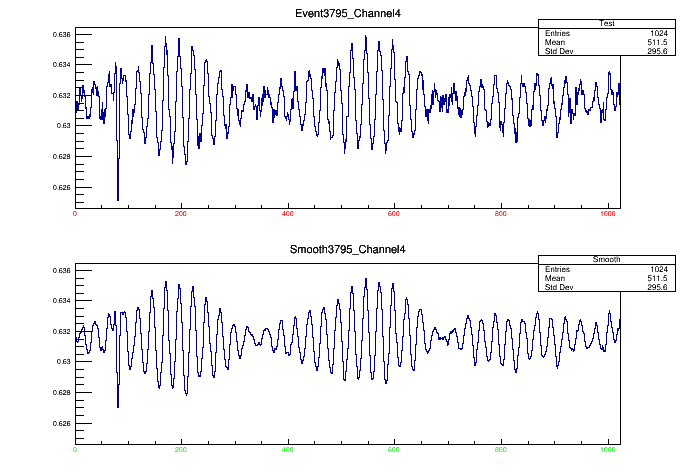 Event3795_Channel4
Test
Entries 1024
Mean 511.5
Std Dev 295.6
0.636
0.634
0.632
0.63
0.628
0.626
0 200 400 600 800 1000
Smooth3795_Channel4
Smooth
Entries 1024
Mean 511.5
Std Dev 295.6
0.636
0.634
0.632
0.63
0.628
0.626
0 200 400 600 800 1000